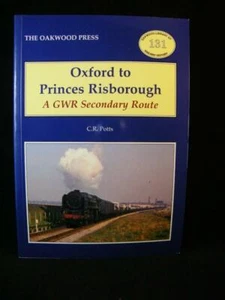 THE OAKWOOD PRESS
131
Oxford to
Princes Risborough
A GWR Secondary Route
C.R. Potts